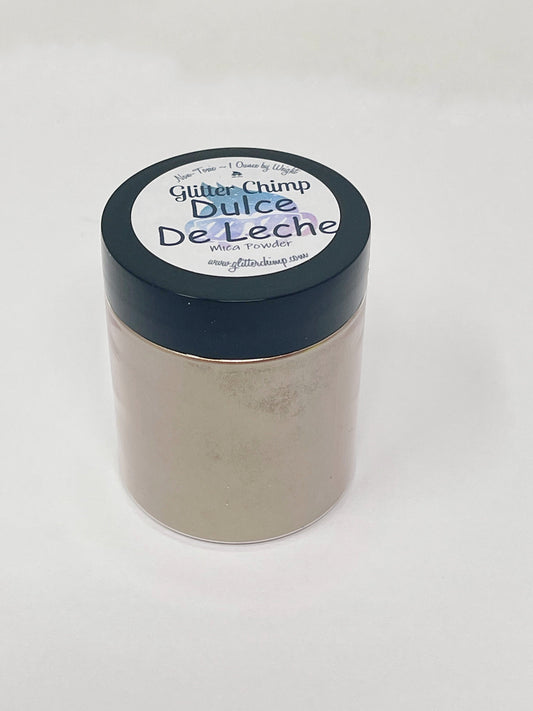 Non-Toxic ~ 1 Ounce by Weight
Glitter Chimp
Dulce
De Leche
Mica Powder
www.glitterchimp.com